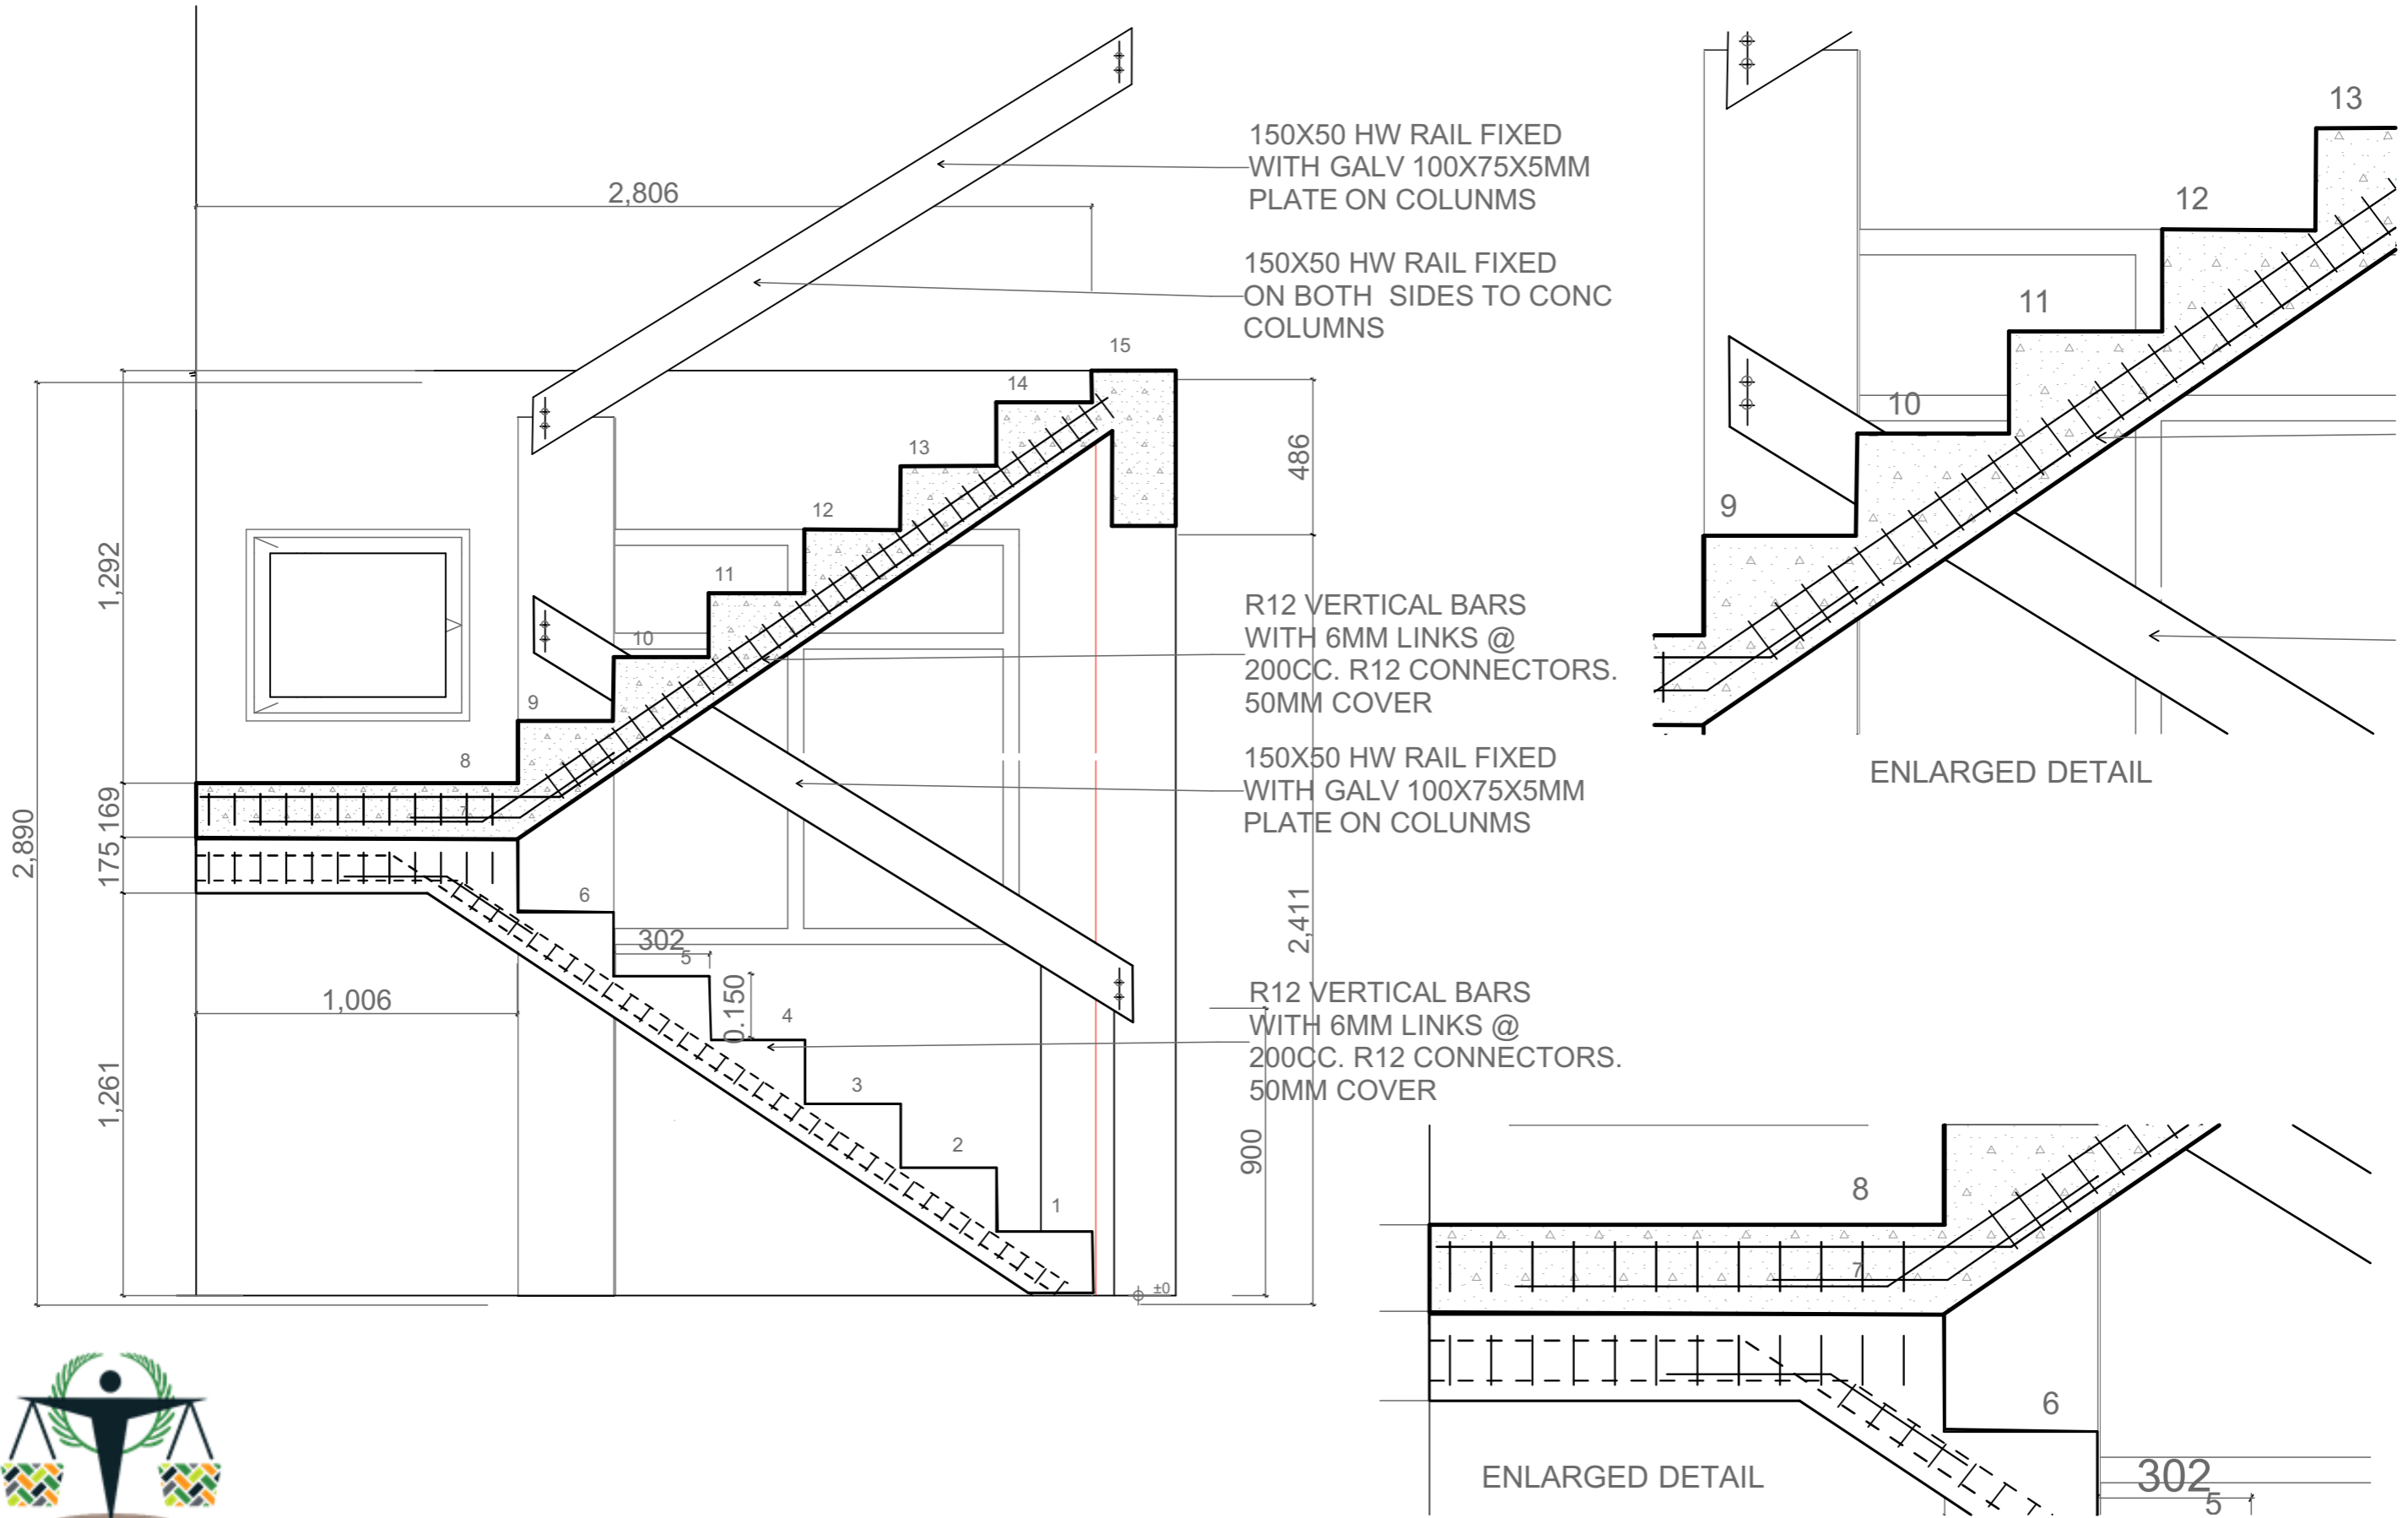 13
12
11
10
9
ENLARGED DETAIL
2,806
150X50 HW RAIL FIXED
WITH GALV 100X75X5MM
PLATE ON COLUNMS
150X50 HW RAIL FIXED
ON BOTH SIDES TO CONC
COLUMNS
15
14
13
12
11
10
9
8
7
6
5
4
3
2
1
486
1,292
169
175
2,890
1,261
1,006
302
0.150
R12 VERTICAL BARS
WITH 6MM LINKS @
200CC. R12 CONNECTORS.
50MM COVER
150X50 HW RAIL FIXED
WITH GALV 100X75X5MM
PLATE ON COLUNMS
2,411
R12 VERTICAL BARS
WITH 6MM LINKS @
200CC. R12 CONNECTORS.
50MM COVER
900
±0
8
7
6
302
5
ENLARGED DETAIL